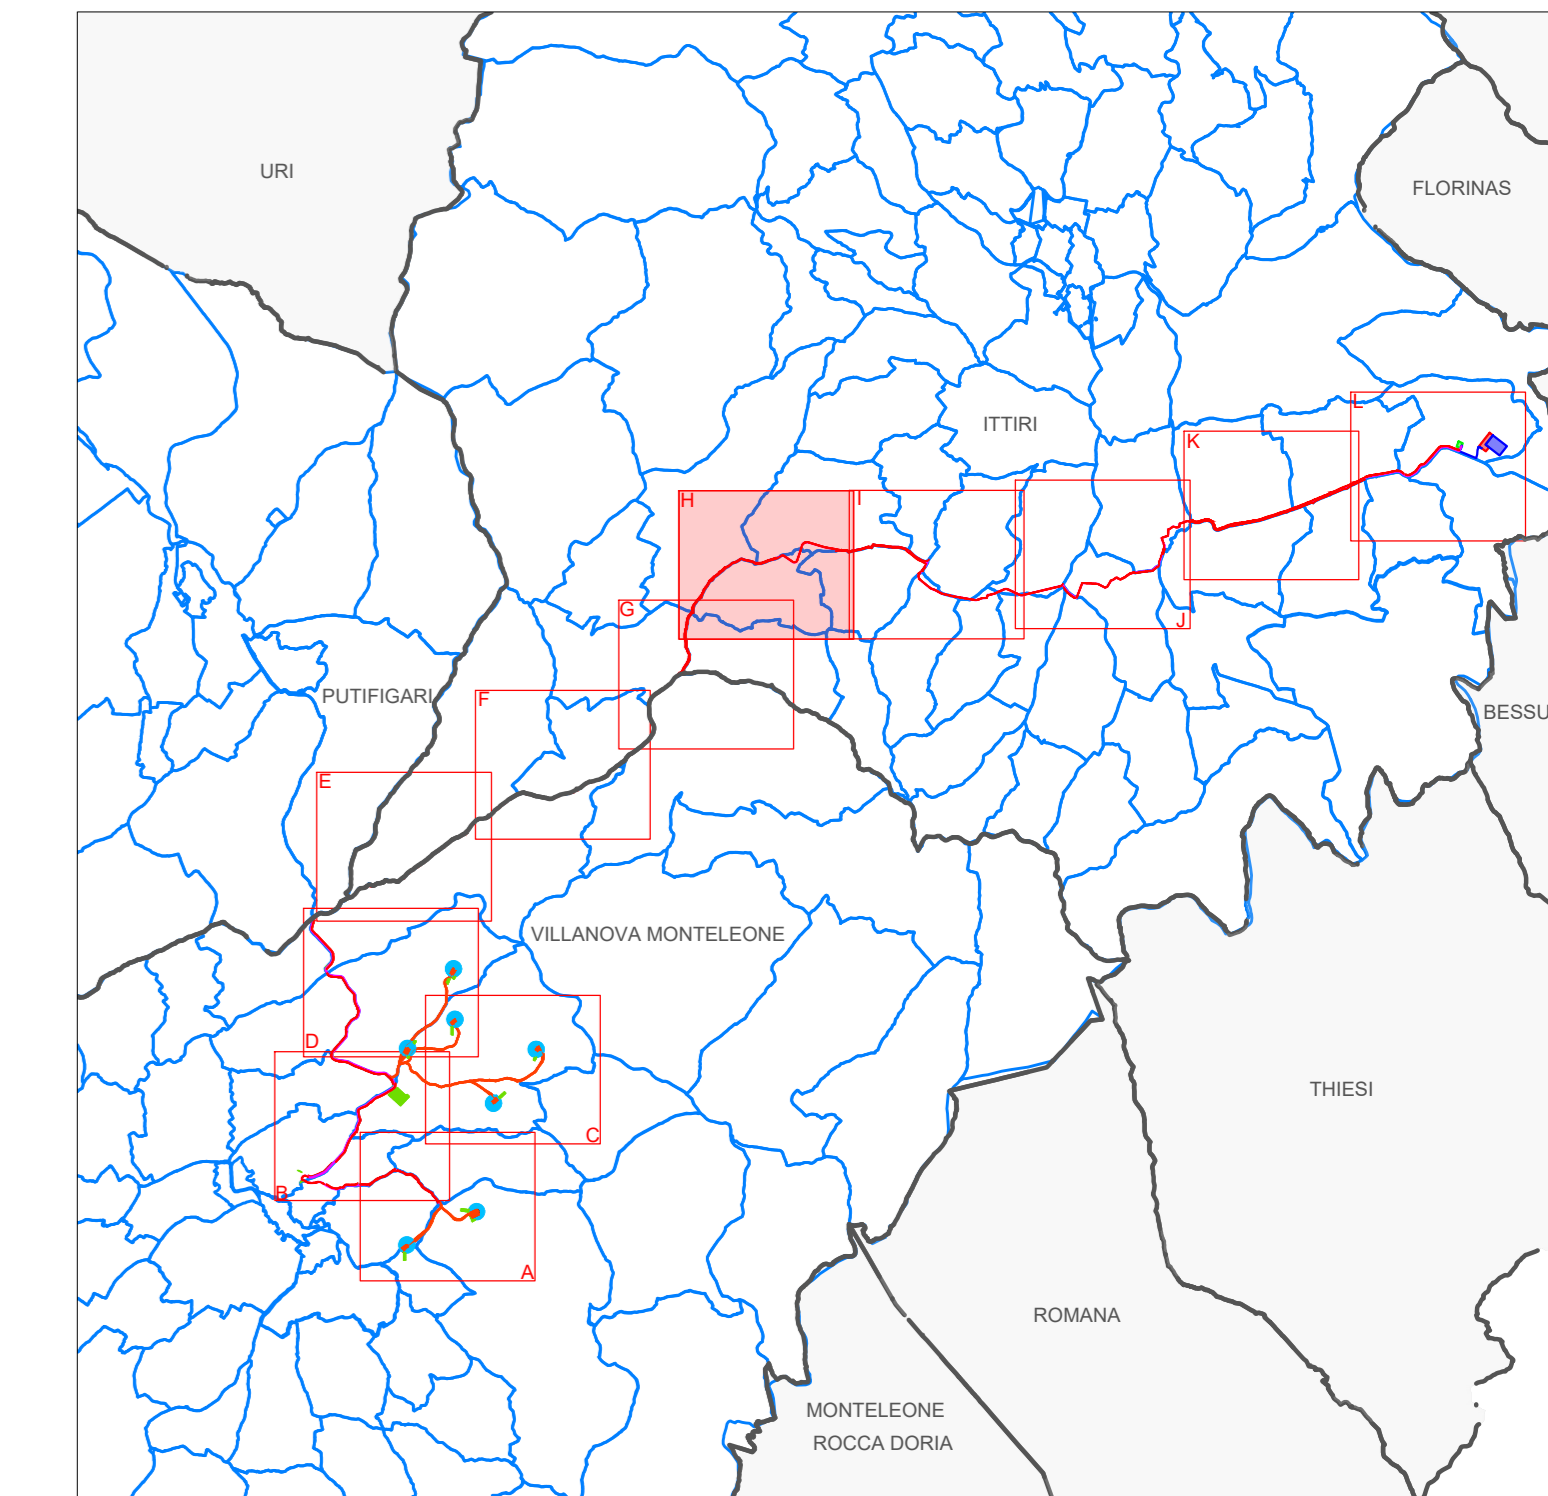 URI
FLORINAS
L
ITTIRI
K
H
I
G
J
PUTIFIGARI
F
BESSU
E
VILLANOVA MONTELEONE
D
THIESI
C
B
A
ROMANA
MONTELEONE
ROCCA DORIA